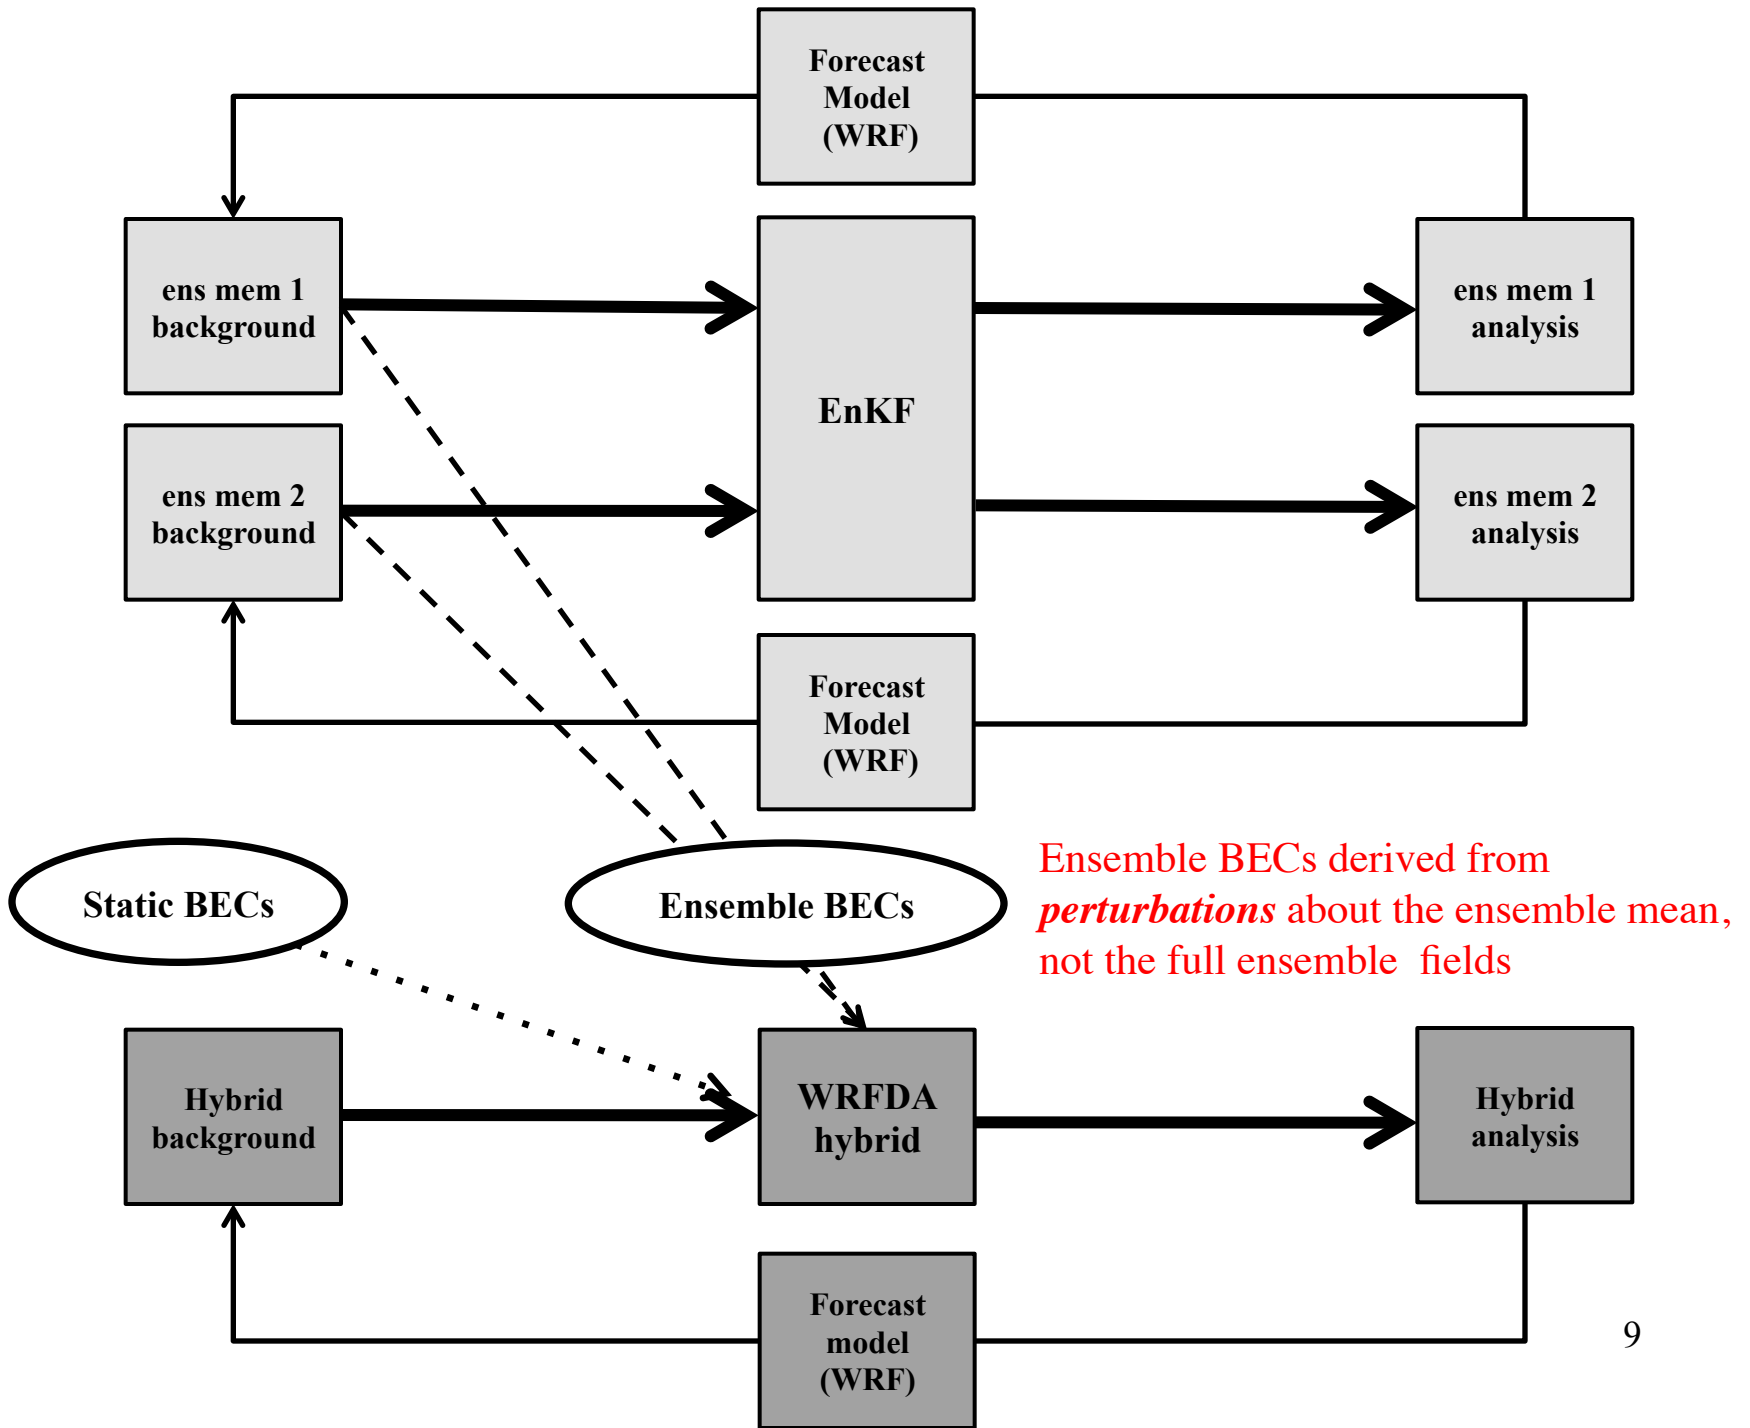 Forecast
Model
(WRF)
ens mem 1
background
EnKF
ens mem 1
analysis
ens mem 2
background
ens mem 2
analysis
Forecast
Model
(WRF)
Static BECs
Ensemble BECs
Ensemble BECs derived from
perturbations about the ensemble mean,
not the full ensemble fields
Hybrid
background
WRFDA
hybrid
Hybrid
analysis
Forecast
model
(WRF)
9